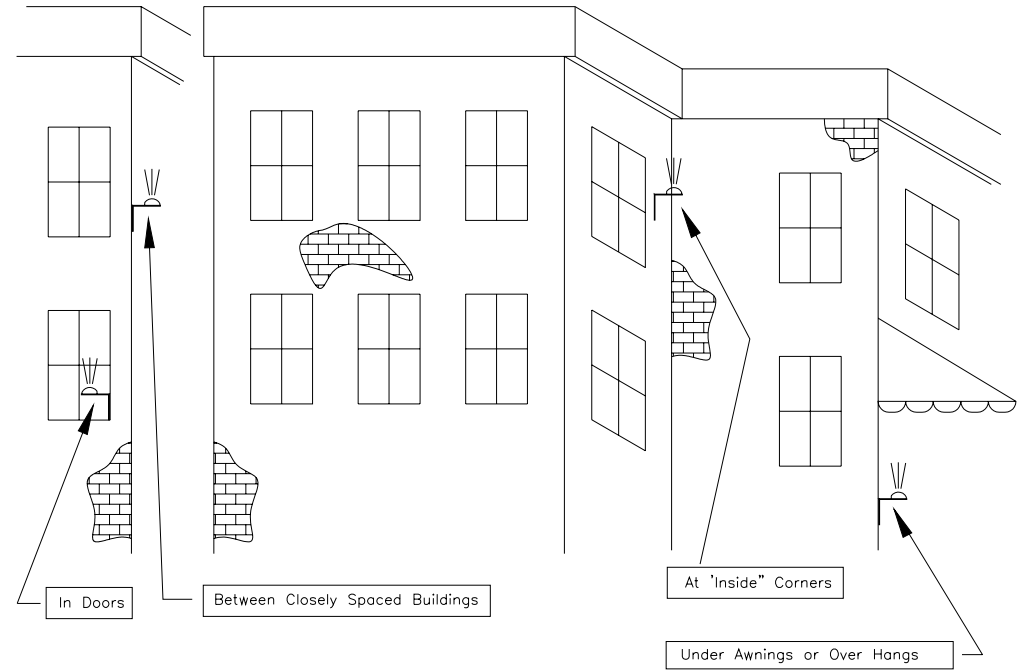 In Doors
Between Closely Spaced Buildings
At 'Inside" Corners
Under Awnings or Over Hangs